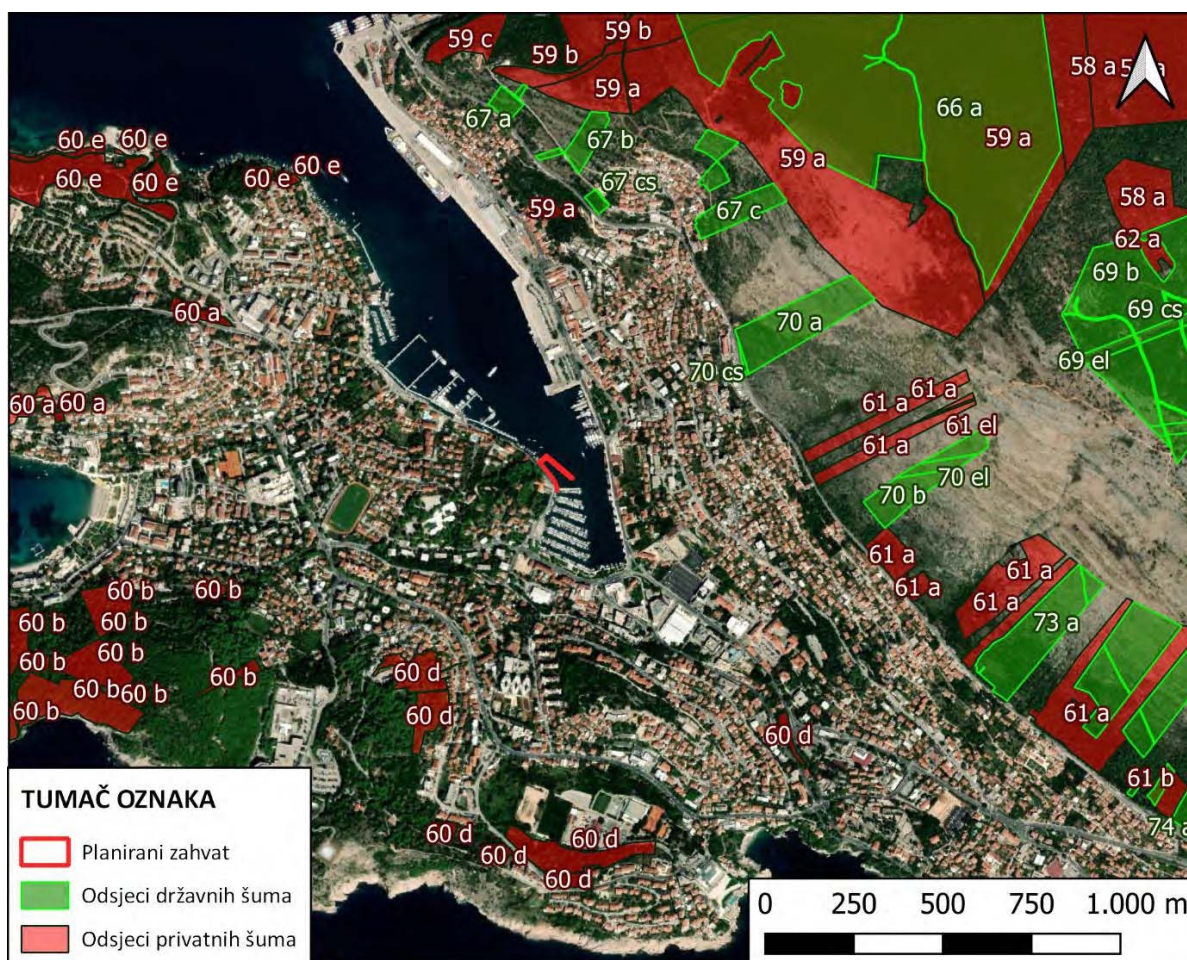 59 c
59 b
59 b
58 a
59 a
67 a
66 a
60 e
60 e
67 b
59 a
59 a
60 e
60 e
60 e
60 e
67 cs
58 a
59 a
67 c
62 a
69 b
60 a
69 cs
70 a
69 el
70 cs
60 a
60 a
61 a
61 a
61 a
61 el
70 b
70 el
61 a
61 a
61 a
60 b
60 b
61 a
73 a
60 b
60 b
60 b
60 b
60 b
60 d
60 b
60 b
60 b
60 d
61 a
60 d
61 b
TUMAČ OZNAKA
60 d
60 d
60 d
74 a
Planirani zahvat
60 d
Odsjeci državnih šuma
0 250 500 750 1.000 m
Odsjeci privatnih šuma